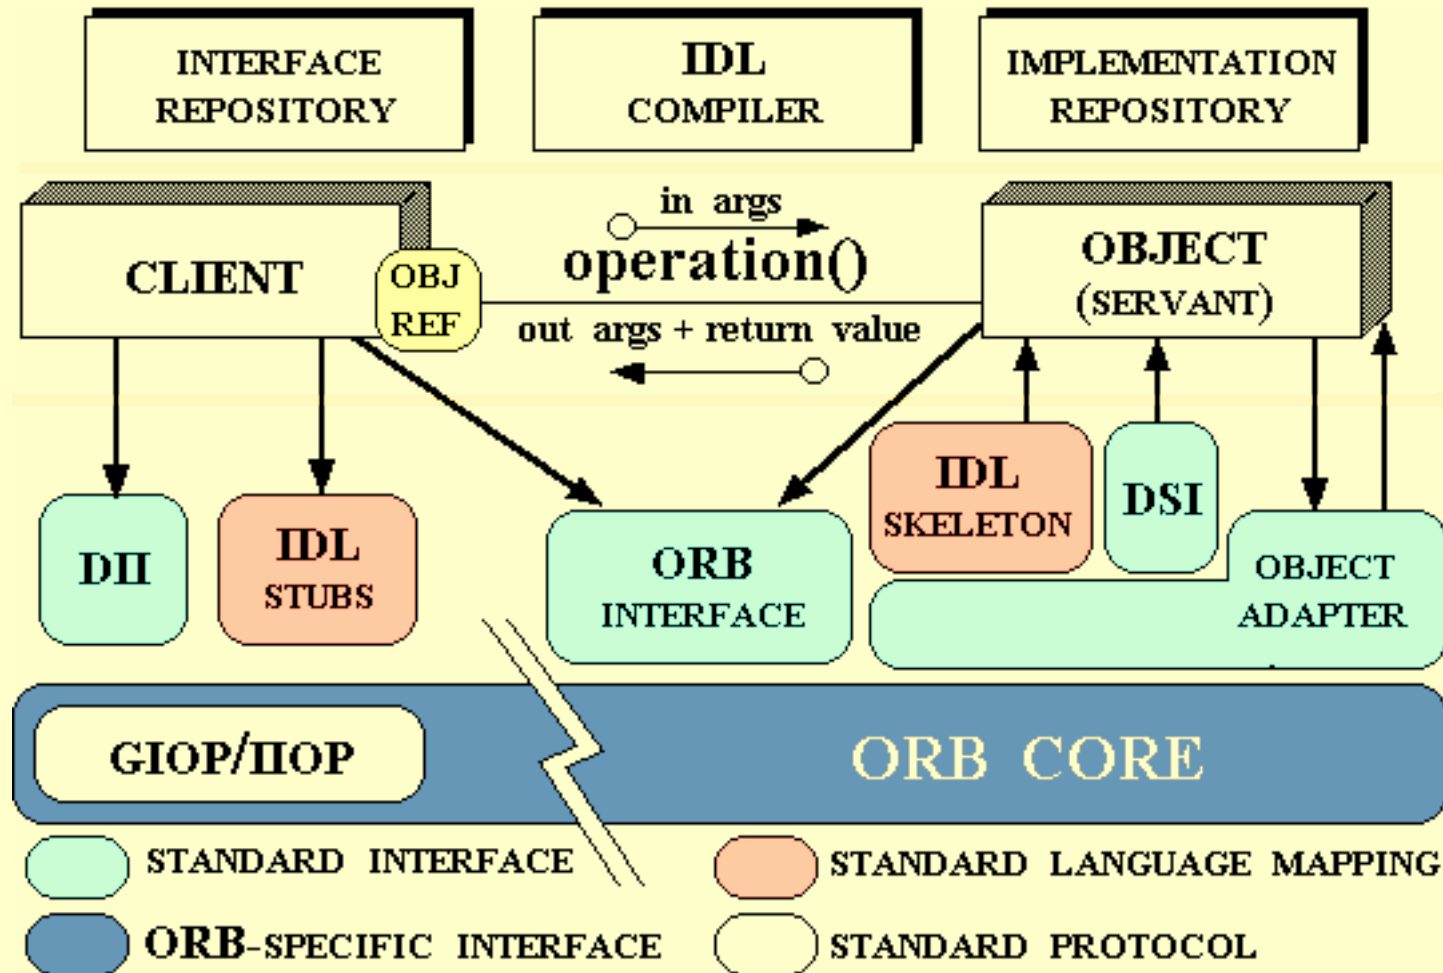 INTERFACE
REPOSITORY
IDL
COMPILER
IMPLEMENTATION
REPOSITORY
CLIENT
OBJ
REF
in args
operation()
out args + return value
OBJECT
(SERVANT)
DII
IDL
STUBS
ORB
INTERFACE
IDL
SKELETON
DSI
OBJECT
ADAPTER
GIOP/IIOP
ORB CORE
STANDARD INTERFACE
STANDARD LANGUAGE MAPPING
ORB-SPECIFIC INTERFACE
STANDARD PROTOCOL